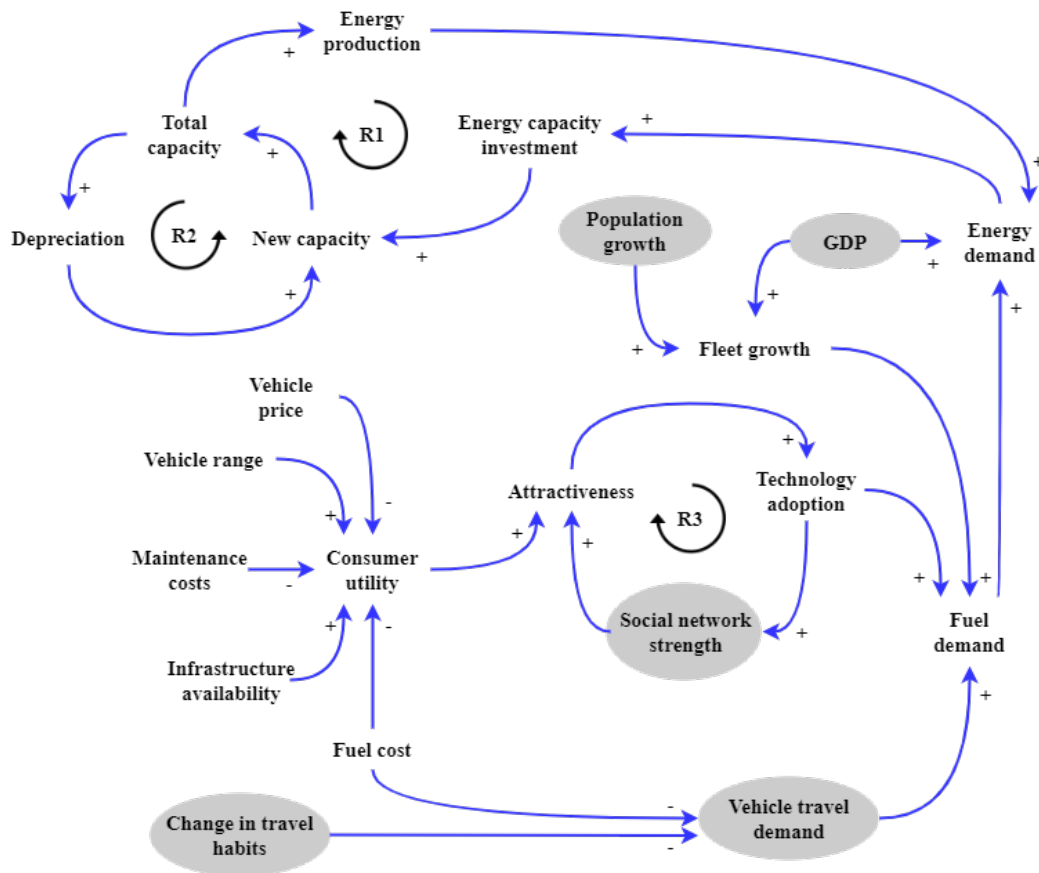 Energy
production
+
Total
capacity
R1
Energy capacity
investment
+
+
+
+
Depreciation
R2
New capacity
+
+
Population
growth
GDP
+
Energy
demand
+
+
+
Fleet growth
Vehicle
price
Vehicle range
+
-
Attractiveness
+
R3
Technology
adoption
+
+
Maintenance
costs
-
Consumer
utility
+
+
+
Infrastructure
availability
+
-
Social network
strength
+
Fuel
demand
+
Fuel cost
-
Change in travel
habits
-
Vehicle travel
demand